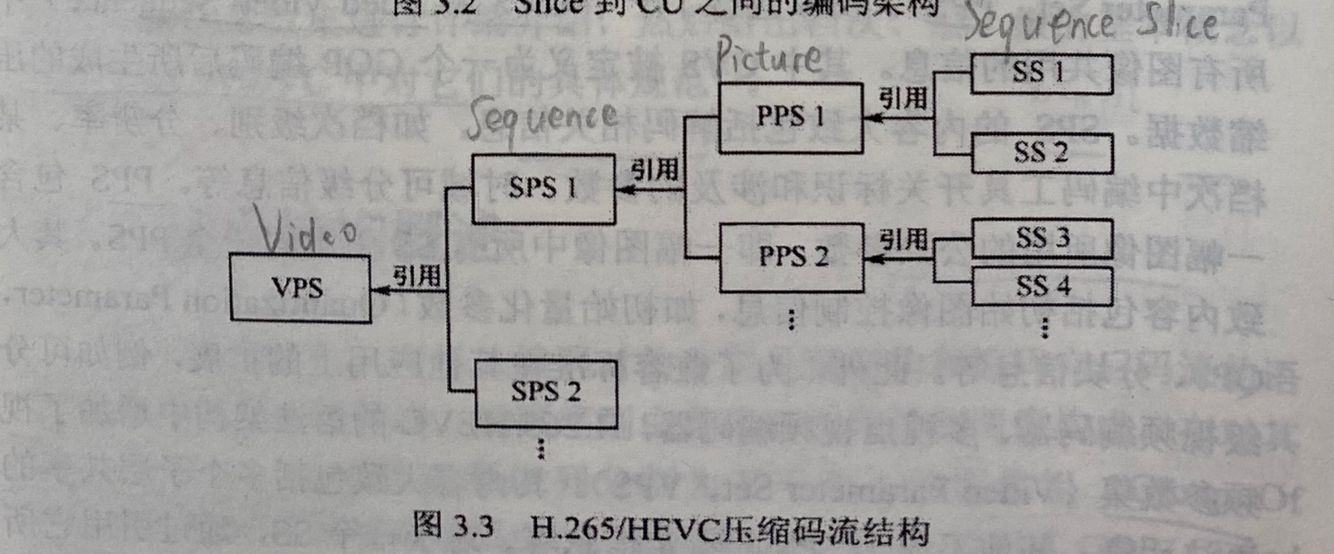 图 3.2 Slice 到 CU 之间的编码架构
Sequence Slice
Picture
SS 1
引用
PPS 1
Sequence
SS 2
引用
SPS 1
Video
SS 3
引用
PPS 2
VPS
引用
SS 4
SPS 2
图 3.3 H.265/HEVC压缩码流结构